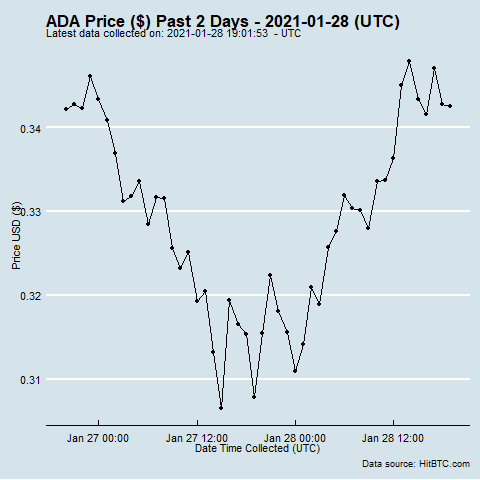 ADA Price ($) Past 2 Days - 2021-01-28 (UTC)
Latest data collected on: 2021-01-28 19:01:53 - UTC
0.34
0.33
0.32
0.31
Price USD ($)
Jan 27 00:00 Jan 27 12:00 Jan 28 00:00 Jan 28 12:00
Date Time Collected (UTC)
Data source: HitBTC.com